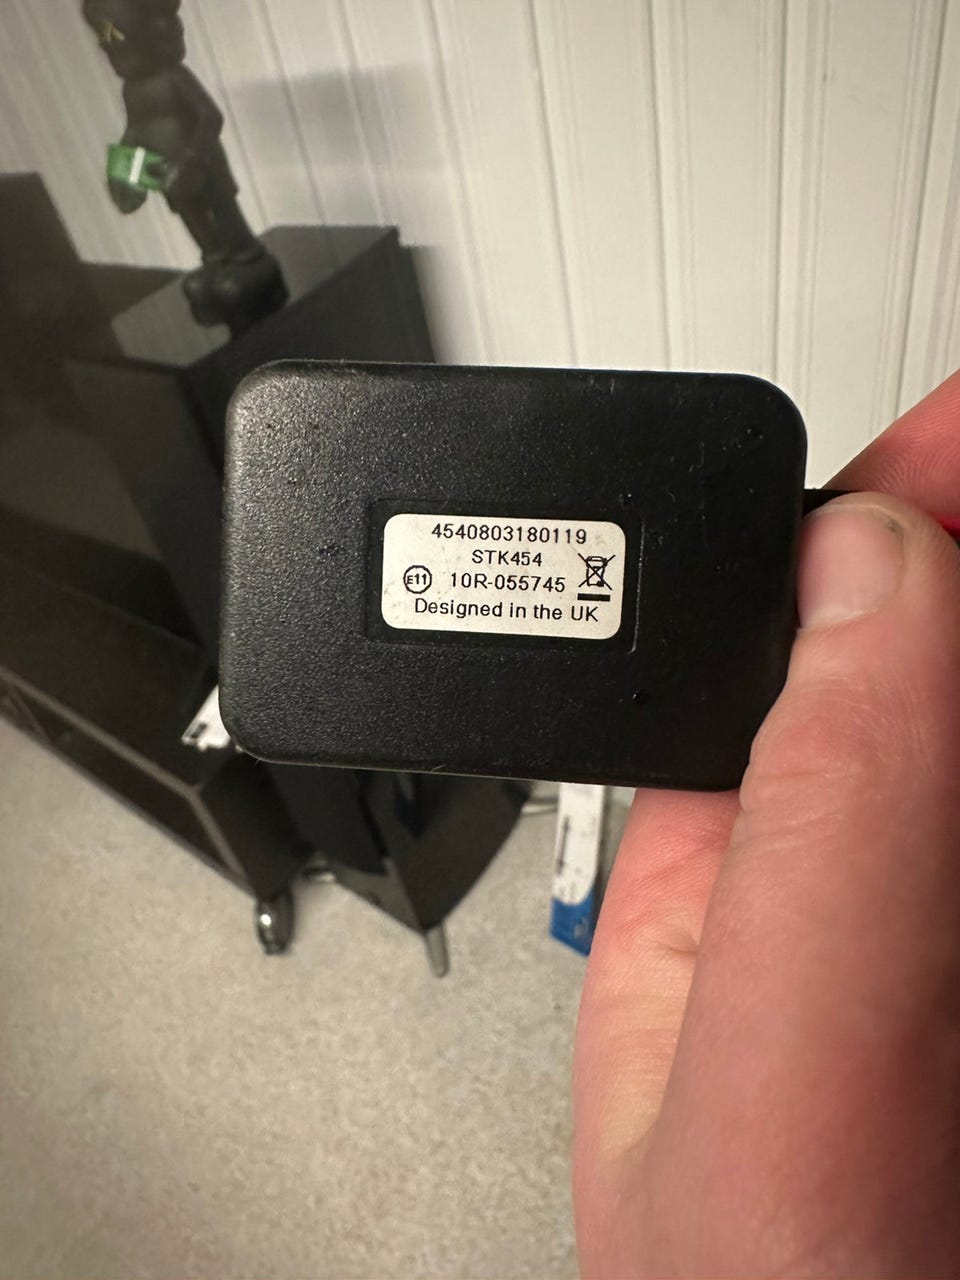 4540803180119
STK454
E11 10R-055745
Designed in the UK